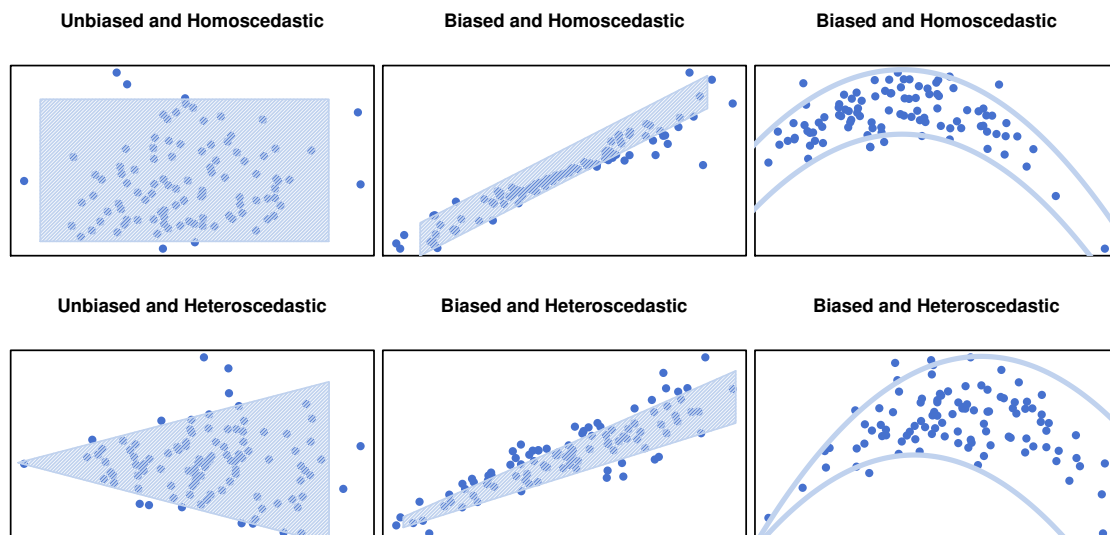 Unbiased and Homoscedastic
Biased and Homoscedastic
Biased and Homoscedastic
Unbiased and Heteroscedastic
Biased and Heteroscedastic
Biased and Heteroscedastic